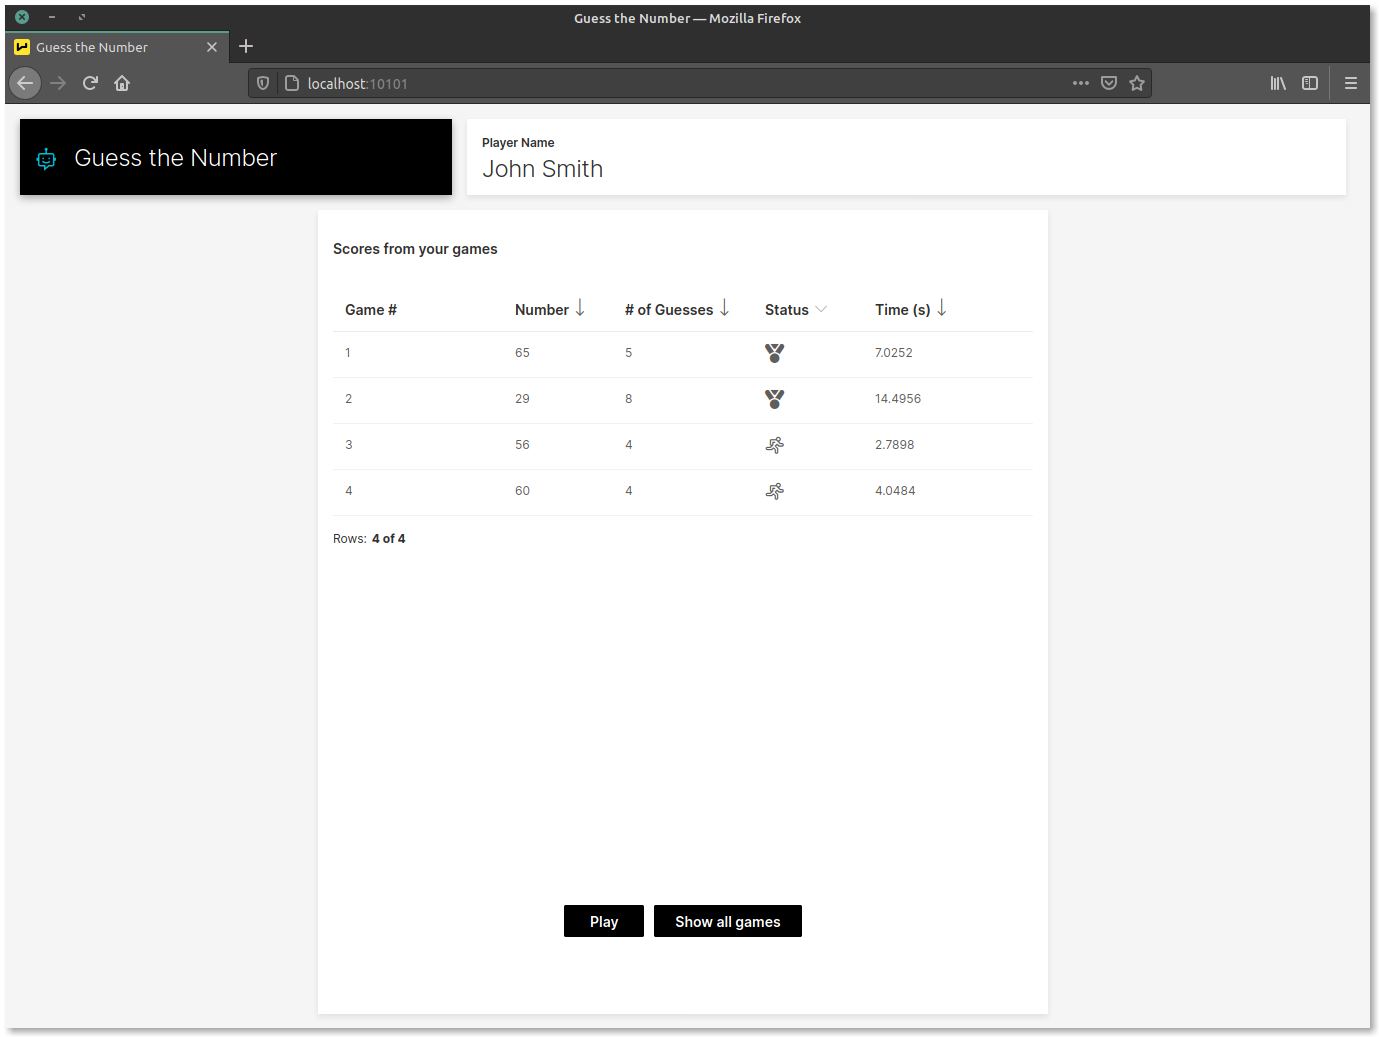 Guess the Number — Mozilla Firefox
Guess the Number
localhost:10101
Guess the Number
Player Name
John Smith
Scores from your games
Game # Number # of Guesses Status Time (s)
1 65 5 7.0252
2 29 8 14.4956
3 56 4 2.7898
4 60 4 4.0484
Rows: 4 of 4
Play Show all games